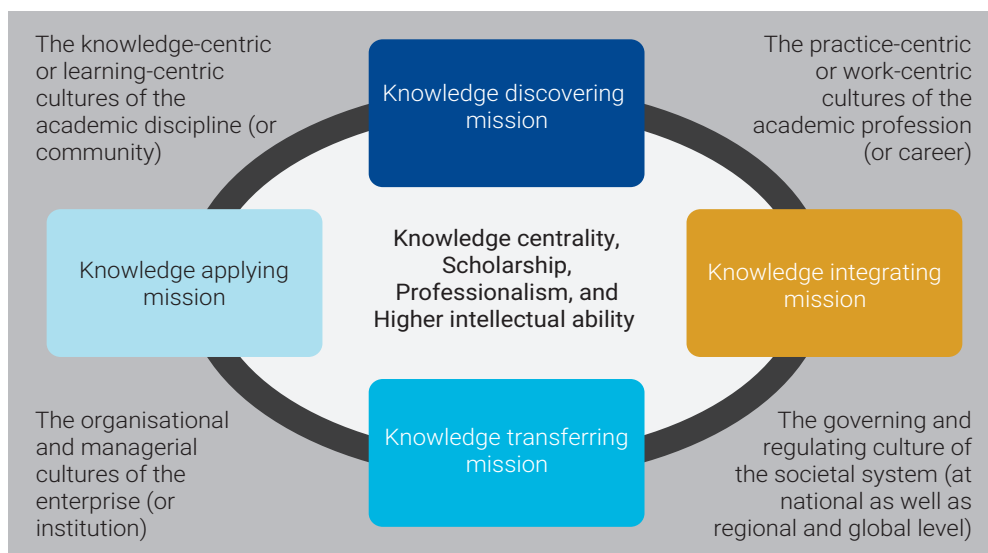 The knowledge-centric
or learning-centric
cultures of the
academic discipline (or
community)
Knowledge discovering
mission
The practice-centric
or work-centric
cultures of the
academic profession
(or career)
Knowledge applying
mission
Knowledge centrality,
Scholarship,
Professionalism, and
Higher intellectual ability
Knowledge integrating
mission
The organisational
and managerial
cultures of the
enterprise (or
institution)
Knowledge transferring
mission
The governing and
regulating culture of
the societal system (at
national as well as
regional and global level)